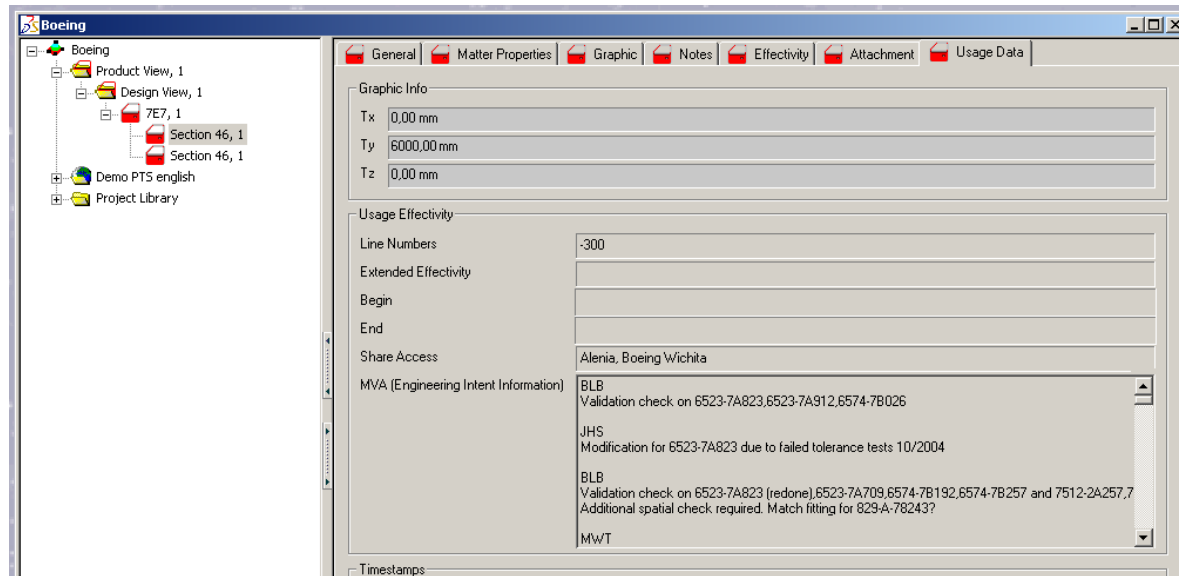 Boeing
Boeing
Product View, 1
Design View, 1
7E7, 1
Section 46, 1
Section 46, 1
Demo PTS english
Project Library
General
Matter Properties
Graphic
Notes
Effectivity
Attachment
Usage Data
Graphic Info
Tx 0,00 mm
Ty 6000,00 mm
Tz 0,00 mm
Usage Effectivity
Line Numbers -300
Extended Effectivity
Begin
End
Share Access Alenia, Boeing Wichita
MVA (Engineering Intent Information) BLB
Validation check on 6523-7A823,6523-7A912,6574-7B026
JHS
Modification for 6523-7A823 due to failed tolerance tests 10/2004
BLB
Validation check on 6523-7A823 (redone),6523-7A709,6574-7B192,6574-7B257 and 7512-2A257,7
Additional spatial check required. Match fitting for 829-A-78243?
MWT
Timestamps